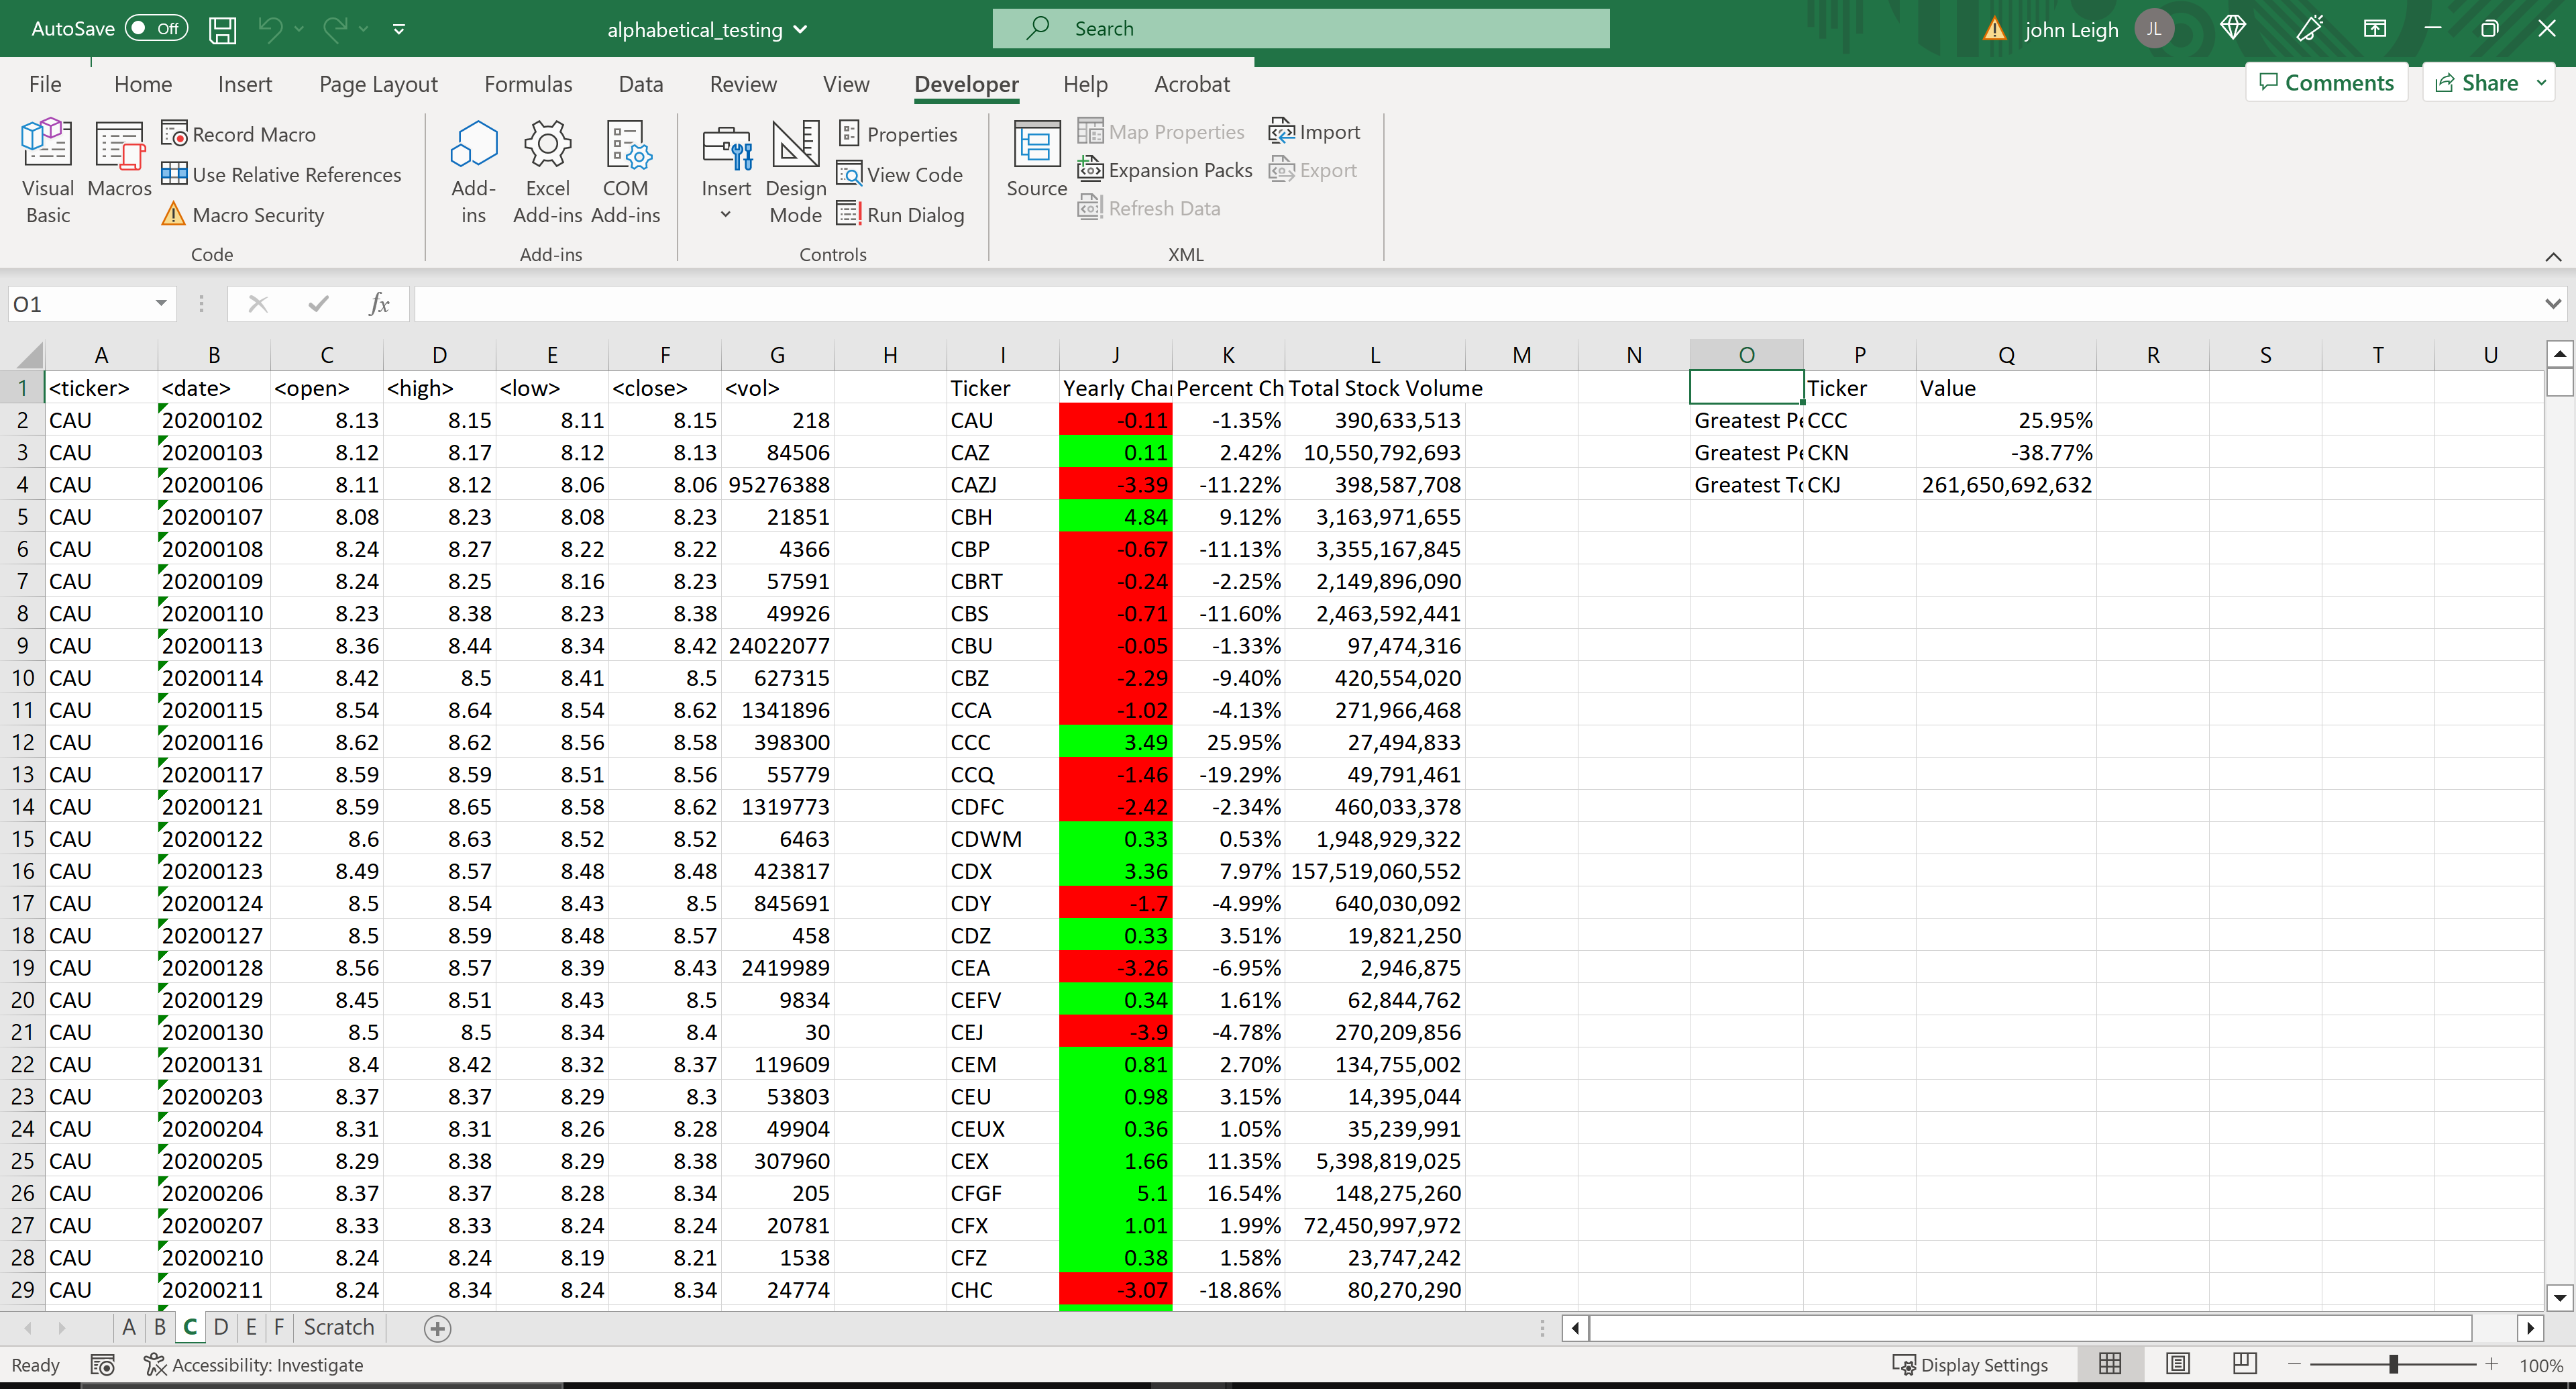 AutoSave Off alphabetical_testing Search john Leigh JL
File Home Insert Page Layout Formulas Data Review View Developer Help Acrobat Comments Share
Visual Basic Macros Record Macro Use Relative References Macro Security Code
Add-ins Excel Add-ins COM Add-ins Add-ins
Insert Design Mode Properties View Code Run Dialog Controls
Source Map Properties Expansion Packs Refresh Data Import Export XML
O1 fx
A B C D E F G H I J K L M N O P Q R S T U
1 <ticker> <date> <open> <high> <low> <close> <vol> Ticker Yearly Cha Percent Ch Total Stock Volume Ticker Value
2 CAU 20200102 8.13 8.15 8.11 8.15 218 CAU -0.11 -1.35% 390,633,513 Greatest Pe CCC 25.95%
3 CAU 20200103 8.12 8.17 8.12 8.13 84506 CAZ 0.11 2.42% 10,550,792,693 Greatest Pe CKN -38.77%
4 CAU 20200106 8.11 8.12 8.06 8.06 95276388 CAZJ -3.39 -11.22% 398,587,708 Greatest To CKJ 261,650,692,632
5 CAU 20200107 8.08 8.23 8.08 8.23 21851 CBH 4.84 9.12% 3,163,971,655
6 CAU 20200108 8.24 8.27 8.22 8.22 4366 CBP -0.67 -11.13% 3,355,167,845
7 CAU 20200109 8.24 8.25 8.16 8.23 57591 CBRT -0.24 -2.25% 2,149,896,090
8 CAU 20200110 8.23 8.38 8.23 8.38 49926 CBS -0.71 -11.60% 2,463,592,441
9 CAU 20200113 8.36 8.44 8.34 8.42 24022077 CBU -0.05 -1.33% 97,474,316
10 CAU 20200114 8.42 8.5 8.41 8.5 627315 CBZ -2.29 -9.40% 420,554,020
11 CAU 20200115 8.54 8.64 8.54 8.62 1341896 CCA -1.02 -4.13% 271,966,468
12 CAU 20200116 8.62 8.62 8.56 8.58 398300 CCC 3.49 25.95% 27,494,833
13 CAU 20200117 8.59 8.59 8.51 8.56 55779 CCQ -1.46 -19.29% 49,791,461
14 CAU 20200121 8.59 8.65 8.58 8.62 1319773 CDFC -2.42 -2.34% 460,033,378
15 CAU 20200122 8.6 8.63 8.52 8.52 6463 CDWM 0.33 0.53% 1,948,929,322
16 CAU 20200123 8.49 8.57 8.48 8.48 423817 CDX 3.36 7.97% 157,519,060,552
17 CAU 20200124 8.5 8.54 8.43 8.5 845691 CDY -1.7 -4.99% 640,030,092
18 CAU 20200127 8.5 8.59 8.48 8.57 458 CDZ 0.33 3.51% 19,821,250
19 CAU 20200128 8.56 8.57 8.39 8.43 2419989 CEA -3.26 -6.95% 2,946,875
20 CAU 20200129 8.45 8.51 8.43 8.5 9834 CEFV 0.34 1.61% 62,844,762
21 CAU 20200130 8.5 8.5 8.34 8.4 30 CEJ -3.9 -4.78% 270,209,856
22 CAU 20200131 8.4 8.42 8.32 8.37 119609 CEM 0.81 2.70% 134,755,002
23 CAU 20200203 8.37 8.37 8.29 8.3 53803 CEU 0.98 3.15% 14,395,044
24 CAU 20200204 8.31 8.31 8.26 8.28 49904 CEUX 0.36 1.05% 35,239,991
25 CAU 20200205 8.29 8.38 8.29 8.38 307960 CEX 1.66 11.35% 5,398,819,025
26 CAU 20200206 8.37 8.37 8.28 8.34 205 CFGF 5.1 16.54% 148,275,260
27 CAU 20200207 8.33 8.33 8.24 8.24 20781 CFX 1.01 1.99% 72,450,997,972
28 CAU 20200210 8.24 8.24 8.19 8.21 1538 CFZ 0.38 1.58% 23,747,242
29 CAU 20200211 8.24 8.34 8.24 8.34 24774 CHC -3.07 -18.86% 80,270,290
A B C D E F Scratch
Ready Accessibility: Investigate Display Settings 100%